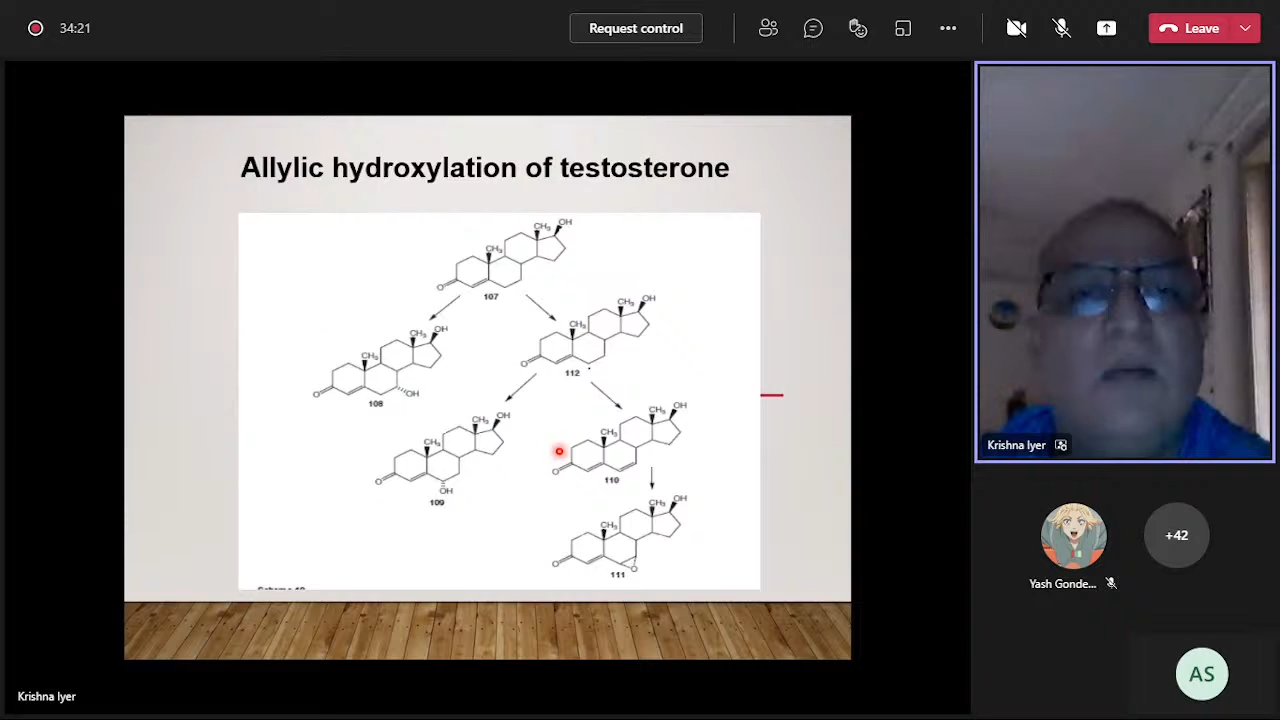 34:21
Request control
Leave
Allylic hydroxylation of testosterone
OH
CH₃
CH₃
O
107
OH
CH₃
CH₃
O
OH
108
OH
CH₃
CH₃
O
112
OH
CH₃
CH₃
O
OH
109
OH
CH₃
CH₃
O
110
OH
CH₃
CH₃
O
O
111
Krishna Iyer
+42
Yash Gonde...
AS
Krishna Iyer